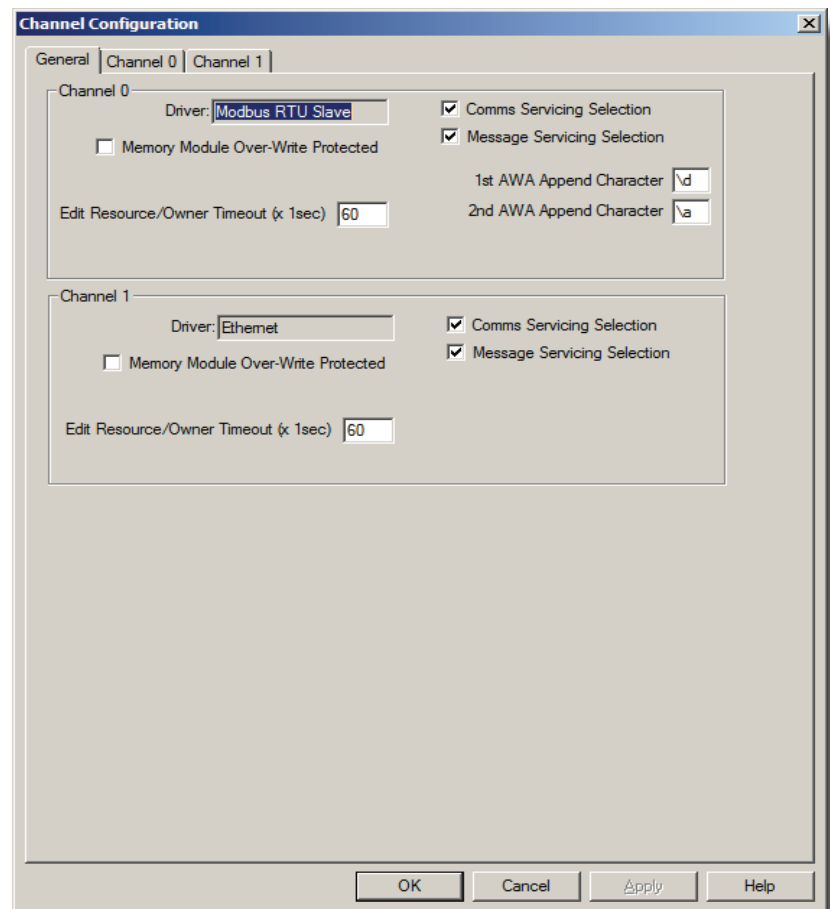 Channel Configuration
General Channel 0 Channel 1
Channel 0
Driver: Modbus RTU Slave
Comms Servicing Selection
Memory Module Over-Write Protected
Message Servicing Selection
1st AWA Append Character \d
Edit Resource/Owner Timeout (x 1sec) 60
2nd AWA Append Character \a
Channel 1
Driver: Ethernet
Comms Servicing Selection
Memory Module Over-Write Protected
Message Servicing Selection
Edit Resource/Owner Timeout (x 1sec) 60
OK Cancel Apply Help